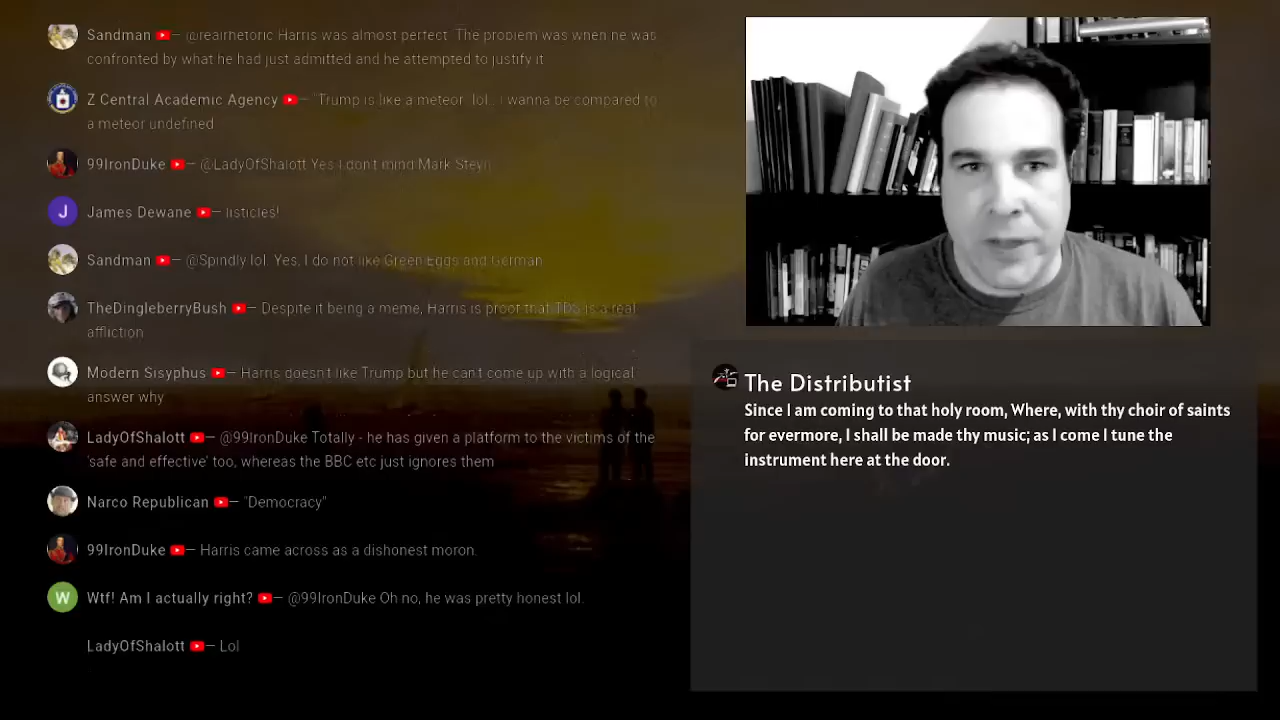 Sandman — @realrhetoric Harris was almost perfect. The problem was when he was
confronted by what he had just admitted and he attempted to justify it
Z Central Academic Agency — "Trump is like a meteor" lol.. I wanna be compared to
a meteor undefined
99IronDuke — @LadyOfShalott Yes I don't mind Mark Steyn
James Dewane — listicles!
Sandman — @Spindly lol. Yes, I do not like Green Eggs and German
TheDingleberryBush — Despite it being a meme, Harris is proof that TDS is a real
affliction
Modern Sisyphus — Harris doesn't like Trump but he can't come up with a logical
answer why
LadyOfShalott — @99IronDuke Totally - he has given a platform to the victims of the
'safe and effective' too, whereas the BBC etc just ignores them
Narco Republican — "Democracy"
99IronDuke — Harris came across as a dishonest moron.
W
Wtf! Am I actually right? — @99IronDuke Oh no, he was pretty honest lol.
LadyOfShalott — Lol
J
The Distributist
Since I am coming to that holy room, Where, with thy choir of saints
for evermore, I shall be made thy music; as I come I tune the
instrument here at the door.